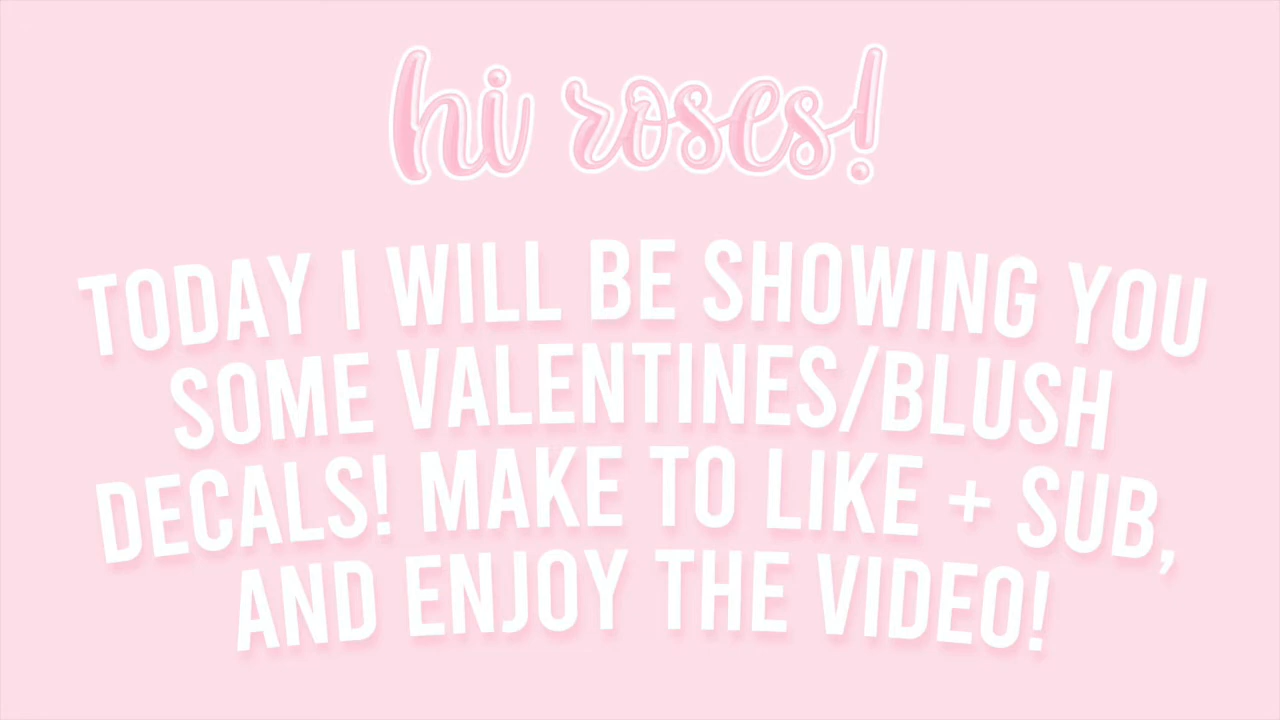 hi roses!
TODAY I WILL BE SHOWING YOU
SOME VALENTINES/BLUSH
DECALS! MAKE TO LIKE + SUB,
AND ENJOY THE VIDEO!